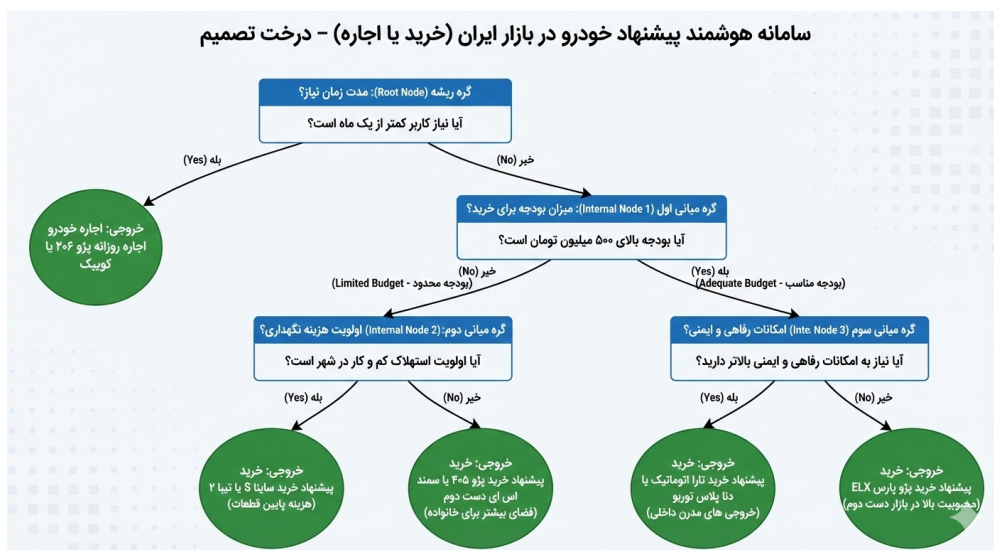 سامانه هوشمند پیشنهاد خودرو در بازار ایران (خرید یا اجاره) – درخت تصمیم
گره ریشه (Root Node): مدت زمان نیاز؟
آیا نیاز کاربر کمتر از یک ماه است؟
بله (Yes)
خیر (No)
خروجی: اجاره خودرو
اجاره روزانه پژو ۲۰۶ یا
کوییک
گره میانی اول (Internal Node 1): میزان بودجه برای خرید؟
آیا بودجه بالای ۵۰۰ میلیون تومان است؟
خیر (No)
(بودجه محدود - Limited Budget)
بله (Yes)
(بودجه مناسب - Adequate Budget)
گره میانی دوم: (Internal Node 2) اولویت هزینه نگهداری؟
آیا اولویت استهلاک کم و کار در شهر است؟
گره میانی سوم (Inte. Node 3) امکانات رفاهی و ایمنی؟
آیا نیاز به امکانات رفاهی و ایمنی بالاتر دارید؟
بله (Yes)
خیر (No)
بله (Yes)
خیر (No)
خروجی: خرید
پیشنهاد خرید ساینا S یا تیبا ۲
(هزینه پایین قطعات)
خروجی: خرید
پیشنهاد خرید پژو ۴۰۵ یا سمند
اس ای دست دوم
(فضای بیشتر برای خانواده)
خروجی: خرید
پیشنهاد خرید تارا اتوماتیک یا
دنا پلاس توربو
(خروجی های مدرن داخلی)
خروجی: خرید
پیشنهاد خرید پژو پارس ELX
(محبوبیت بالا در بازار دست دوم)